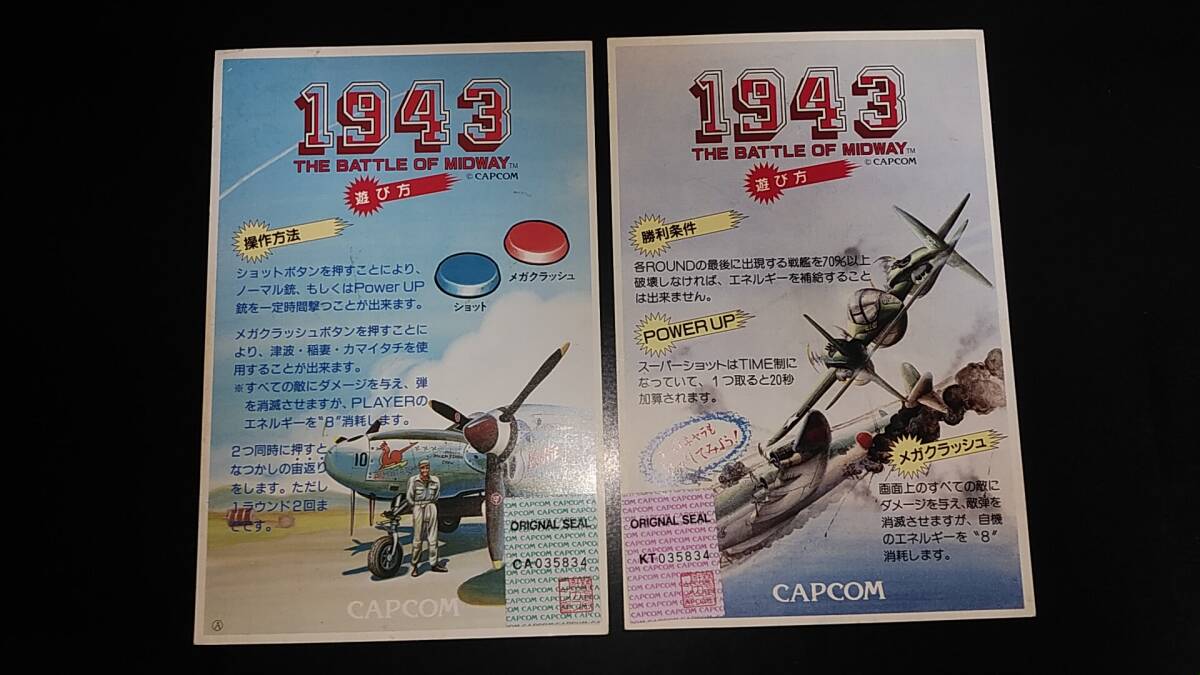 1943
THE BATTLE OF MIDWAY™
© CAPCOM
遊び方
操作方法
ショットボタンを押すことにより、
ノーマル銃、もしくはPower UP
銃を一定時間撃つことが出来ます。
メガクラッシュ
ショット
メガクラッシュボタンを押すことに
より、津波・稲妻・カマイタチを使
用することが出来ます。
※すべての敵にダメージを与え、弾
を消滅させますが、PLAYERの
エネルギーを“8”消耗します。
2つ同時に押すと
なつかしの宙返り
をします。ただし
1ラウンド2回ま
でです。
10
ORIGNAL SEAL
CA035834
CAPCOM
Ⓐ
1943
THE BATTLE OF MIDWAY™
© CAPCOM
遊び方
勝利条件
各ROUNDの最後に出現する戦艦を70%以上
破壊しなければ、エネルギーを補給すること
は出来ません。
POWER UP
スーパーショットはTIME制に
なっていて、1つ取ると20秒
加算されます。
キャラも
てみよう!
メガクラッシュ
画面上のすべての敵に
ダメージを与え、敵弾を
消滅させますが、自機
のエネルギーを“8”
消耗します。
ORIGNAL SEAL
KT035834
CAPCOM